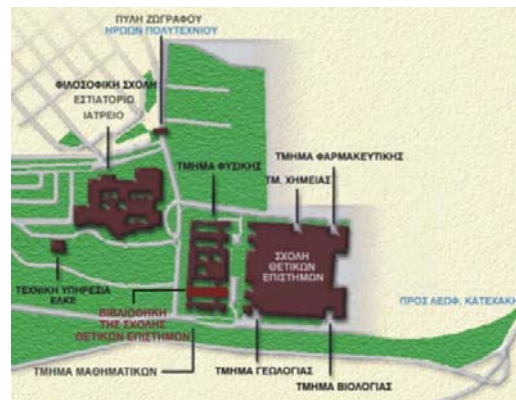 ΠΥΛΗ ΖΩΓΡΑΦΟΥ
ΗΡΩΩΝ ΠΟΛΥΤΕΧΝΙΟΥ
ΦΙΛΟΣΟΦΙΚΗ ΣΧΟΛΗ
ΕΣΤΙΑΤΟΡΙΟ
ΙΑΤΡΕΙΟ
ΤΜΗΜΑ ΦΥΣΙΚΗΣ
ΤΜΗΜΑ ΦΑΡΜΑΚΕΥΤΙΚΗΣ
ΤΜ. ΧΗΜΕΙΑΣ
ΣΧΟΛΗ
ΘΕΤΙΚΩΝ
ΕΠΙΣΤΗΜΩΝ
ΤΕΧΝΙΚΗ ΥΠΗΡΕΣΙΑ
ΕΛΚΕ
ΒΙΒΛΙΟΘΗΚΗ
ΤΗΣ ΣΧΟΛΗΣ
ΘΕΤΙΚΩΝ ΕΠΙΣΤΗΜΩΝ
ΠΡΟΣ ΛΕΩΦ. ΚΑΤΕΧΑΚΗ
ΤΜΗΜΑ ΜΑΘΗΜΑΤΙΚΩΝ
ΤΜΗΜΑ ΓΕΩΛΟΓΙΑΣ
ΤΜΗΜΑ ΒΙΟΛΟΓΙΑΣ